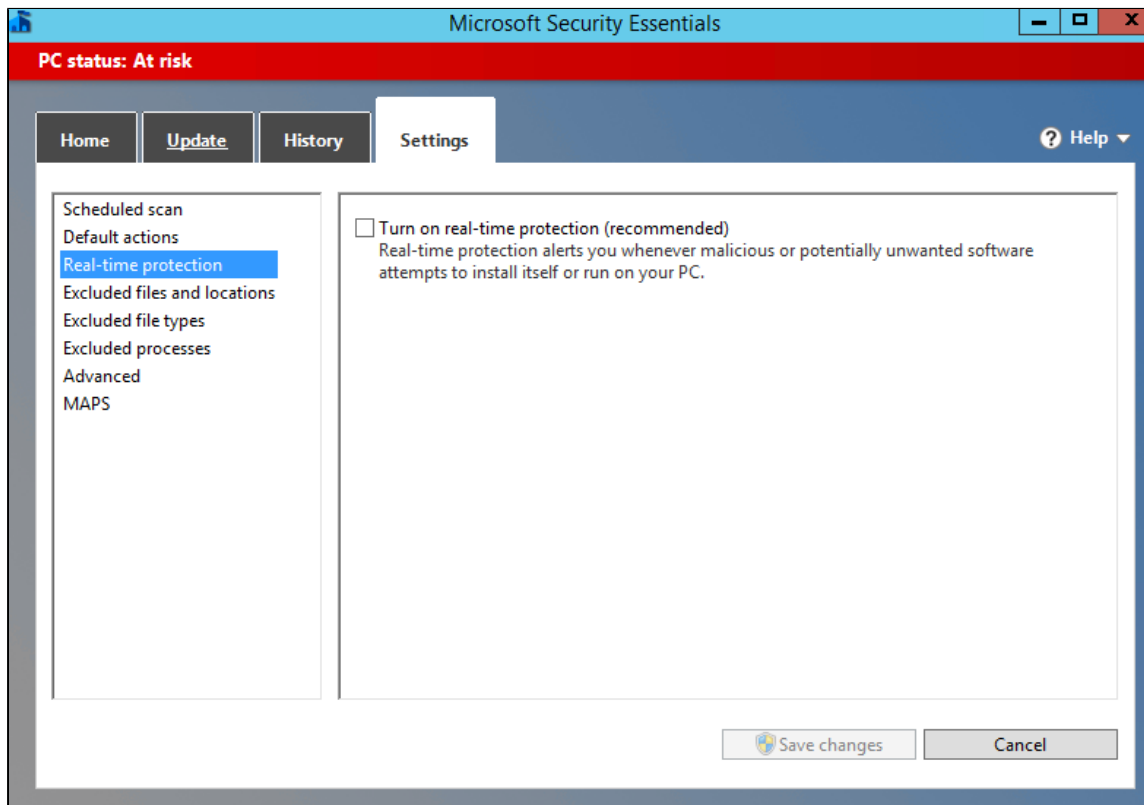 Microsoft Security Essentials
PC status: At risk
Home
Update
History
Settings
Help
Scheduled scan
Default actions
Real-time protection
Excluded files and locations
Excluded file types
Excluded processes
Advanced
MAPS
Turn on real-time protection (recommended)
Real-time protection alerts you whenever malicious or potentially unwanted software
attempts to install itself or run on your PC.
Save changes
Cancel